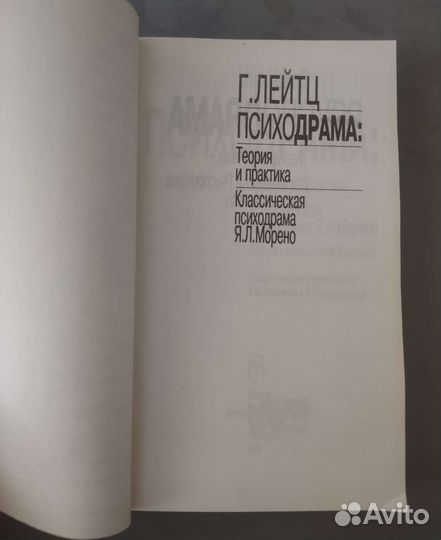 Г.ЛЕЙТЦ
ПСИХОДРАМА:
Теория
и практика
Классическая
психодрама
Я.Л.Морено
Avito